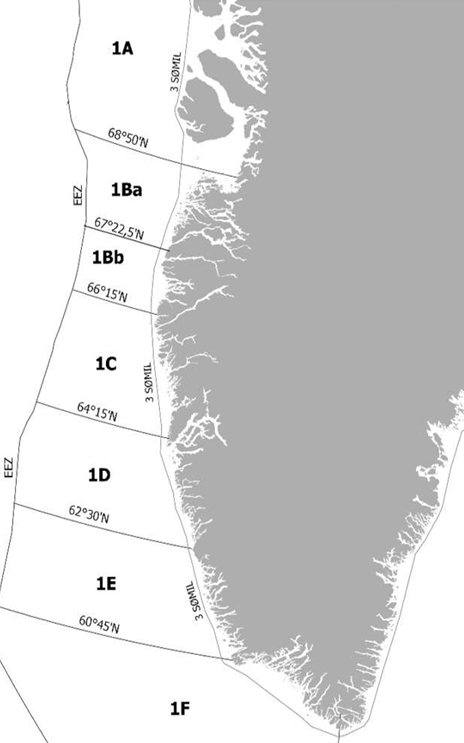 1A
3 SØMIL
68°50'N
1Ba
EEZ
67°22,5'N
1Bb
66°15'N
1C
3 SØMIL
64°15'N
EEZ
1D
62°30'N
1E
3 SØMIL
60°45'N
1F